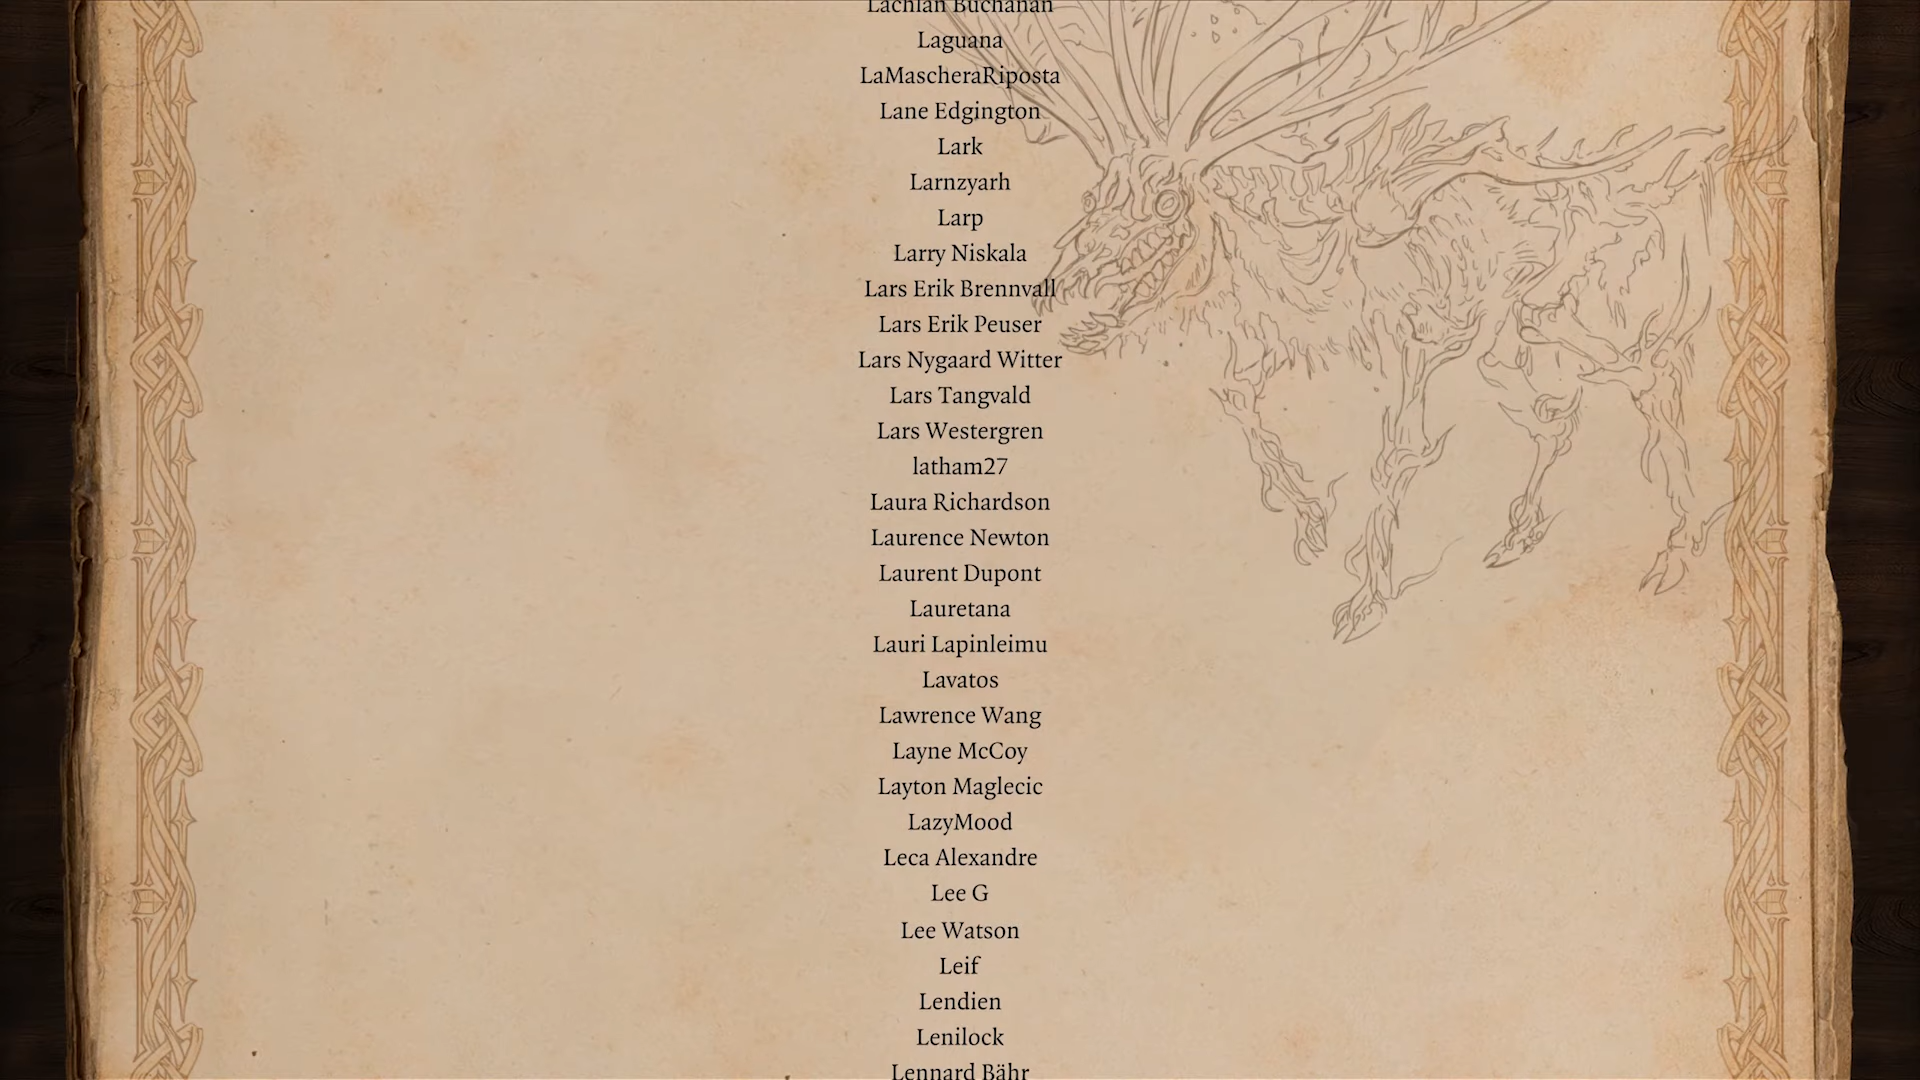 Lachlan Buchanan
Laguana
LaMascheraRiposta
Lane Edgington
Lark
Larnzyarh
Larp
Larry Niskala
Lars Erik Brennvall
Lars Erik Peuser
Lars Nygaard Witter
Lars Tangvald
Lars Westergren
latham27
Laura Richardson
Laurence Newton
Laurent Dupont
Lauretana
Lauri Lapinleimu
Lavatos
Lawrence Wang
Layne McCoy
Layton Maglecic
LazyMood
Leca Alexandre
Lee G
Lee Watson
Leif
Lendien
Lenilock
Lennard Bähr